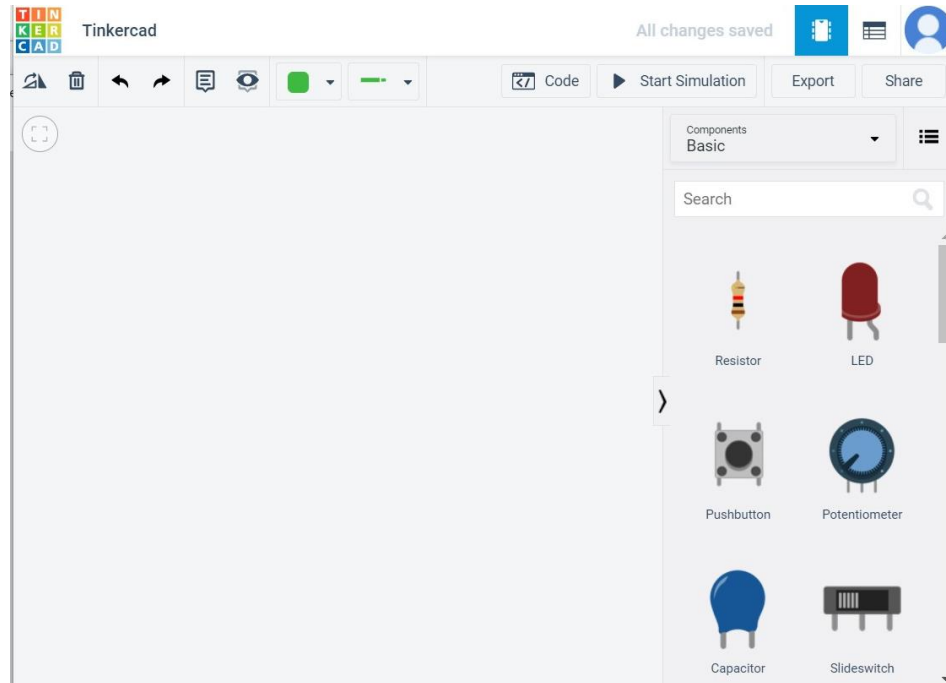 TIN
KER
CAD
Tinkercad
All changes saved
Code
Start Simulation
Export
Share
Components
Basic
Search
Resistor
LED
Pushbutton
Potentiometer
Capacitor
Slideswitch